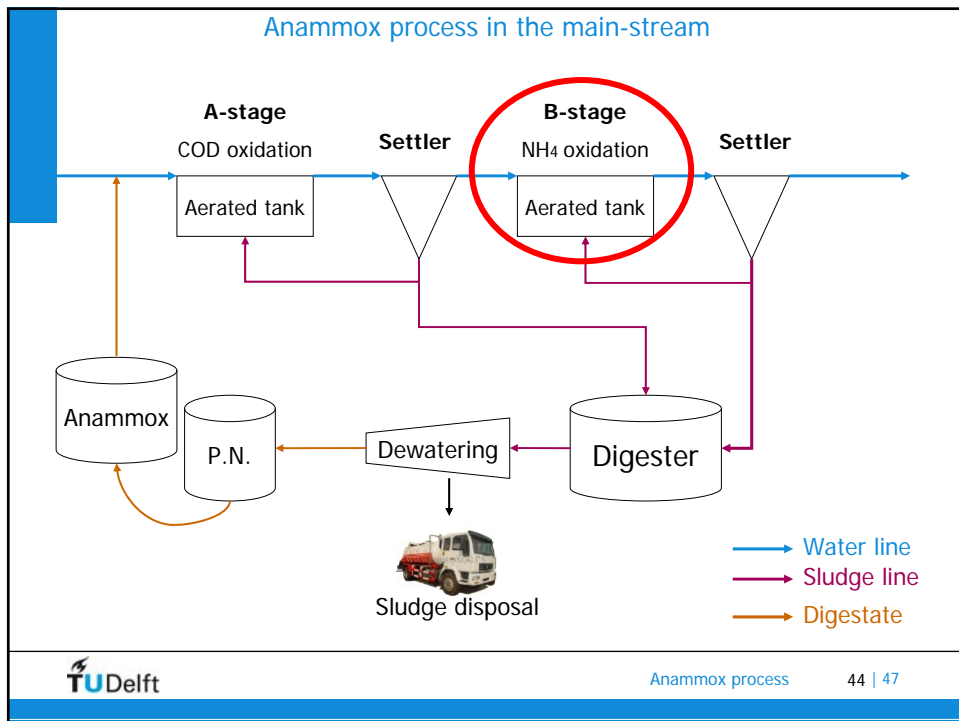 Anammox process in the main-stream
A-stage
COD oxidation
Settler
B-stage
NH4 oxidation
Settler
Aerated tank
Aerated tank
Anammox
P.N.
Dewatering
Digester
Sludge disposal
Water line
Sludge line
Digestate
TUDelft
Anammox process
44 | 47